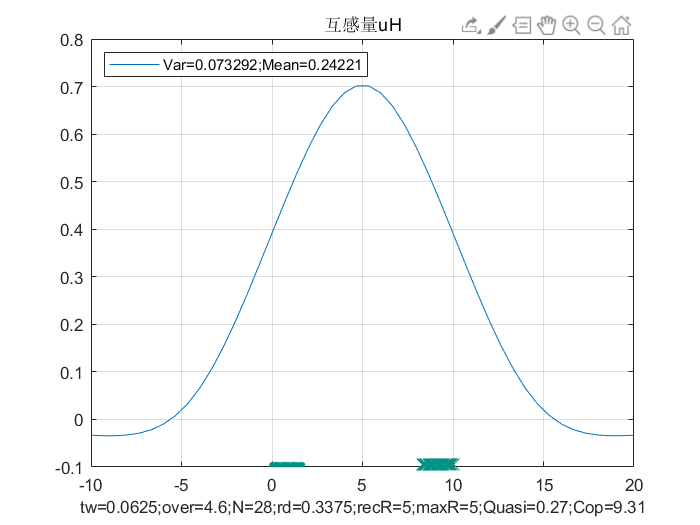 互感量uH
0.8
Var=0.073292;Mean=0.24221
0.7
0.6
0.5
0.4
0.3
0.2
0.1
0
-0.1
-10 -5 0 5 10 15 20
tw=0.0625;over=4.6;N=28;rd=0.3375;recR=5;maxR=5;Quasi=0.27;Cop=9.31